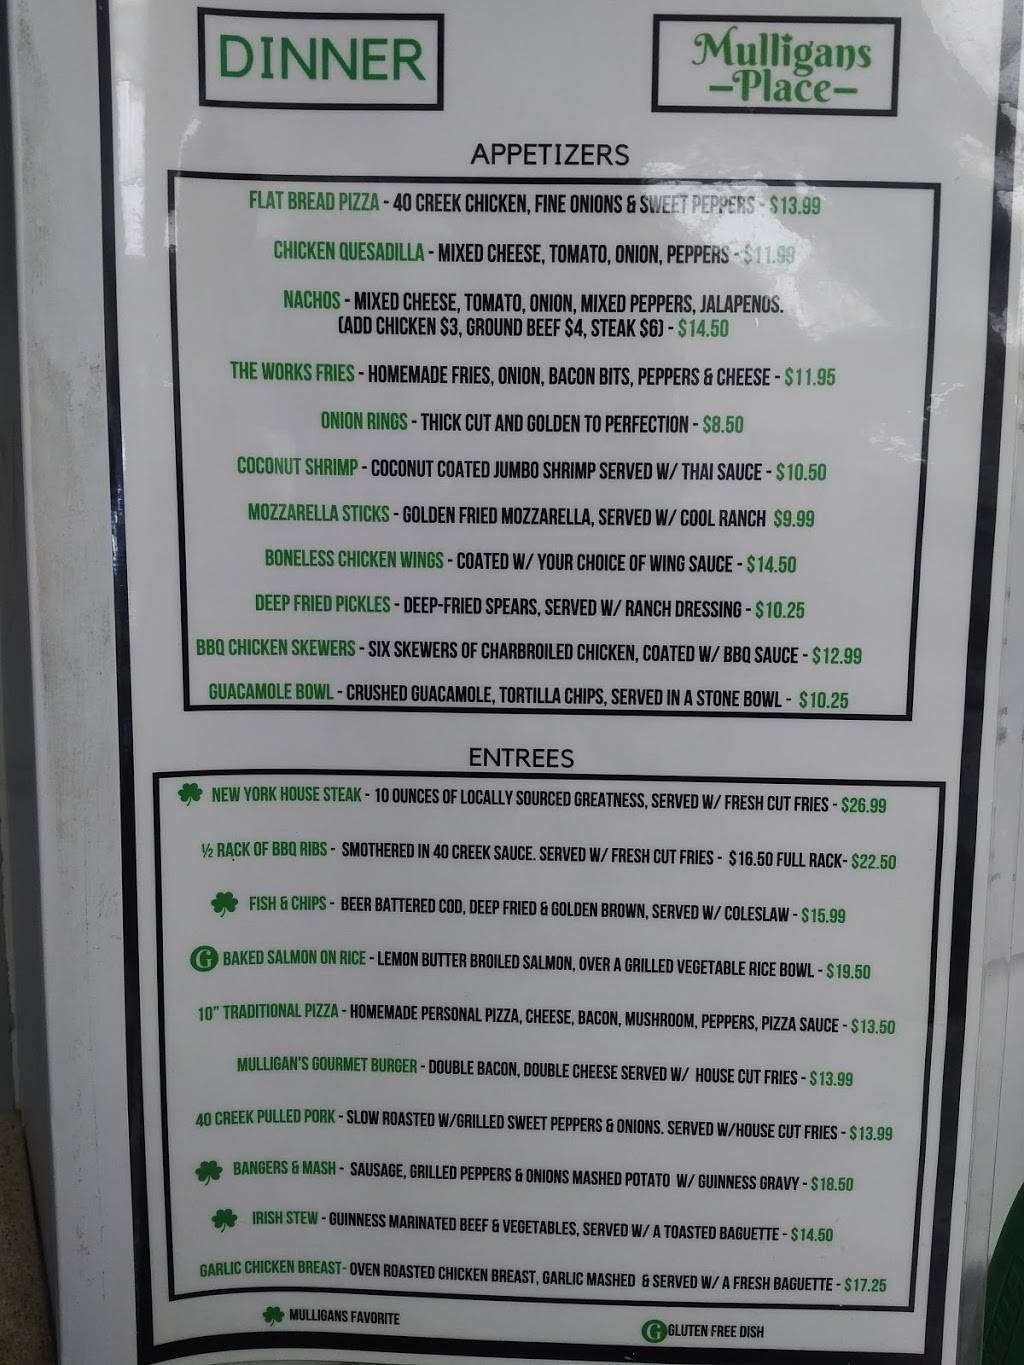 DINNER
Mulligans
–Place–
APPETIZERS
FLAT BREAD PIZZA - 40 CREEK CHICKEN, FINE ONIONS & SWEET PEPPERS - $13.99
CHICKEN QUESADILLA - MIXED CHEESE, TOMATO, ONION, PEPPERS - $11.99
NACHOS - MIXED CHEESE, TOMATO, ONION, MIXED PEPPERS, JALAPENOS.
(ADD CHICKEN $3, GROUND BEEF $4, STEAK $6) - $14.50
THE WORKS FRIES - HOMEMADE FRIES, ONION, BACON BITS, PEPPERS & CHEESE - $11.95
ONION RINGS - THICK CUT AND GOLDEN TO PERFECTION - $8.50
COCONUT SHRIMP - COCONUT COATED JUMBO SHRIMP SERVED W/ THAI SAUCE - $10.50
MOZZARELLA STICKS - GOLDEN FRIED MOZZARELLA, SERVED W/ COOL RANCH $9.99
BONELESS CHICKEN WINGS - COATED W/ YOUR CHOICE OF WING SAUCE - $14.50
DEEP FRIED PICKLES - DEEP-FRIED SPEARS, SERVED W/ RANCH DRESSING - $10.25
BBQ CHICKEN SKEWERS - SIX SKEWERS OF CHARBROILED CHICKEN, COATED W/ BBQ SAUCE - $12.99
GUACAMOLE BOWL - CRUSHED GUACAMOLE, TORTILLA CHIPS, SERVED IN A STONE BOWL - $10.25
ENTREES
NEW YORK HOUSE STEAK - 10 OUNCES OF LOCALLY SOURCED GREATNESS, SERVED W/ FRESH CUT FRIES - $26.99
½ RACK OF BBQ RIBS - SMOTHERED IN 40 CREEK SAUCE. SERVED W/ FRESH CUT FRIES - $16.50 FULL RACK- $22.50
FISH & CHIPS - BEER BATTERED COD, DEEP FRIED & GOLDEN BROWN, SERVED W/ COLESLAW - $15.99
G BAKED SALMON ON RICE - LEMON BUTTER BROILED SALMON, OVER A GRILLED VEGETABLE RICE BOWL - $19.50
10" TRADITIONAL PIZZA - HOMEMADE PERSONAL PIZZA, CHEESE, BACON, MUSHROOM, PEPPERS, PIZZA SAUCE - $13.50
MULLIGAN'S GOURMET BURGER - DOUBLE BACON, DOUBLE CHEESE SERVED W/ HOUSE CUT FRIES - $13.99
40 CREEK PULLED PORK - SLOW ROASTED W/GRILLED SWEET PEPPERS & ONIONS. SERVED W/HOUSE CUT FRIES - $13.99
BANGERS & MASH - SAUSAGE, GRILLED PEPPERS & ONIONS MASHED POTATO W/ GUINNESS GRAVY - $18.50
IRISH STEW - GUINNESS MARINATED BEEF & VEGETABLES, SERVED W/ A TOASTED BAGUETTE - $14.50
GARLIC CHICKEN BREAST- OVEN ROASTED CHICKEN BREAST, GARLIC MASHED & SERVED W/ A FRESH BAGUETTE - $17.25
MULLIGANS FAVORITE
G GLUTEN FREE DISH